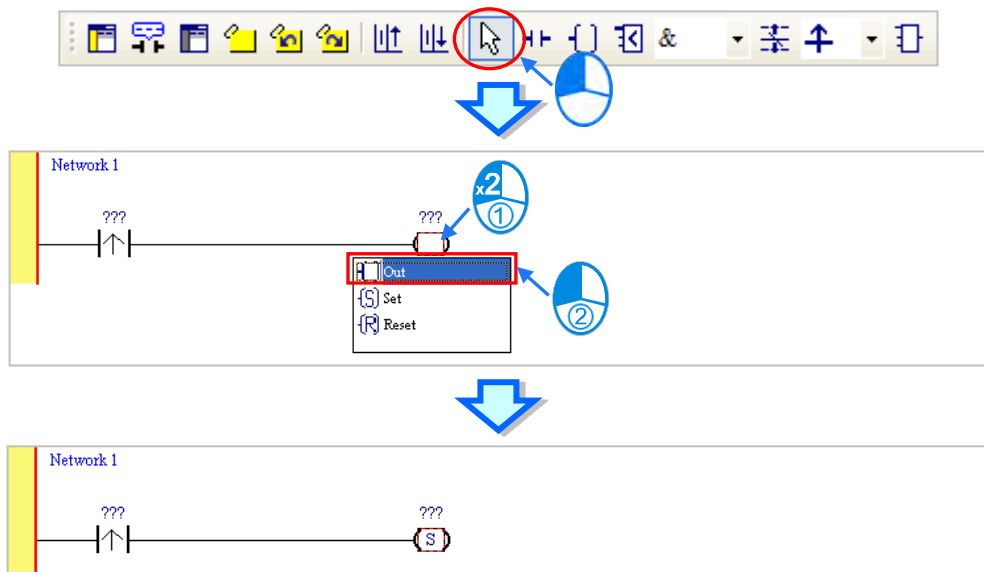 &
Network 1
x2
??? ???
①
Out
S Set
R Reset
②
Network 1
??? ???
S